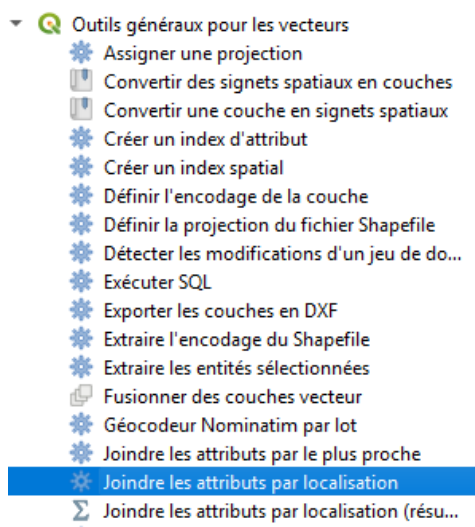 Outils généraux pour les vecteurs
Assigner une projection
Convertir des signets spatiaux en couches
Convertir une couche en signets spatiaux
Créer un index d'attribut
Créer un index spatial
Définir l'encodage de la couche
Définir la projection du fichier Shapefile
Détecter les modifications d'un jeu de do...
Exécuter SQL
Exporter les couches en DXF
Extraire l'encodage du Shapefile
Extraire les entités sélectionnées
Fusionner des couches vecteur
Géocodeur Nominatim par lot
Joindre les attributs par le plus proche
Joindre les attributs par localisation
Joindre les attributs par localisation (résu...